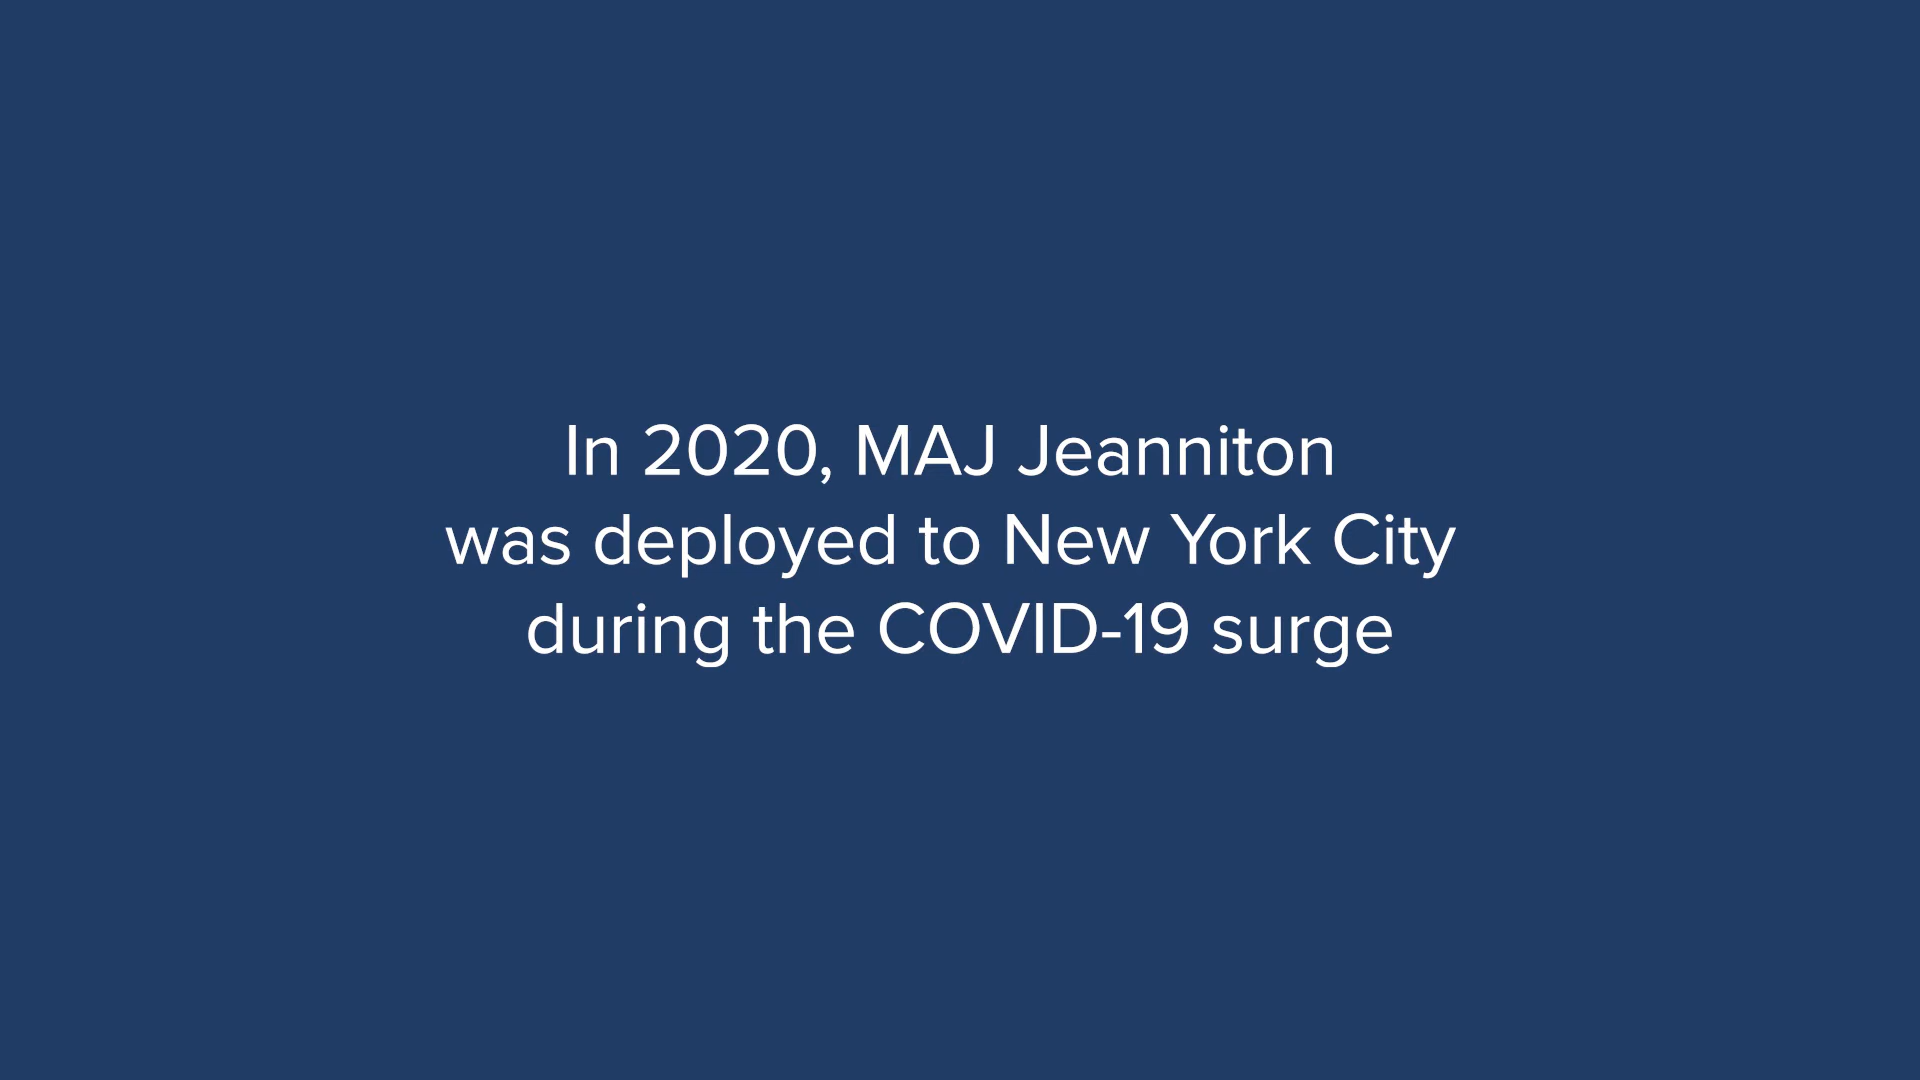 In 2020, MAJ Jeanniton
was deployed to New York City
during the COVID-19 surge